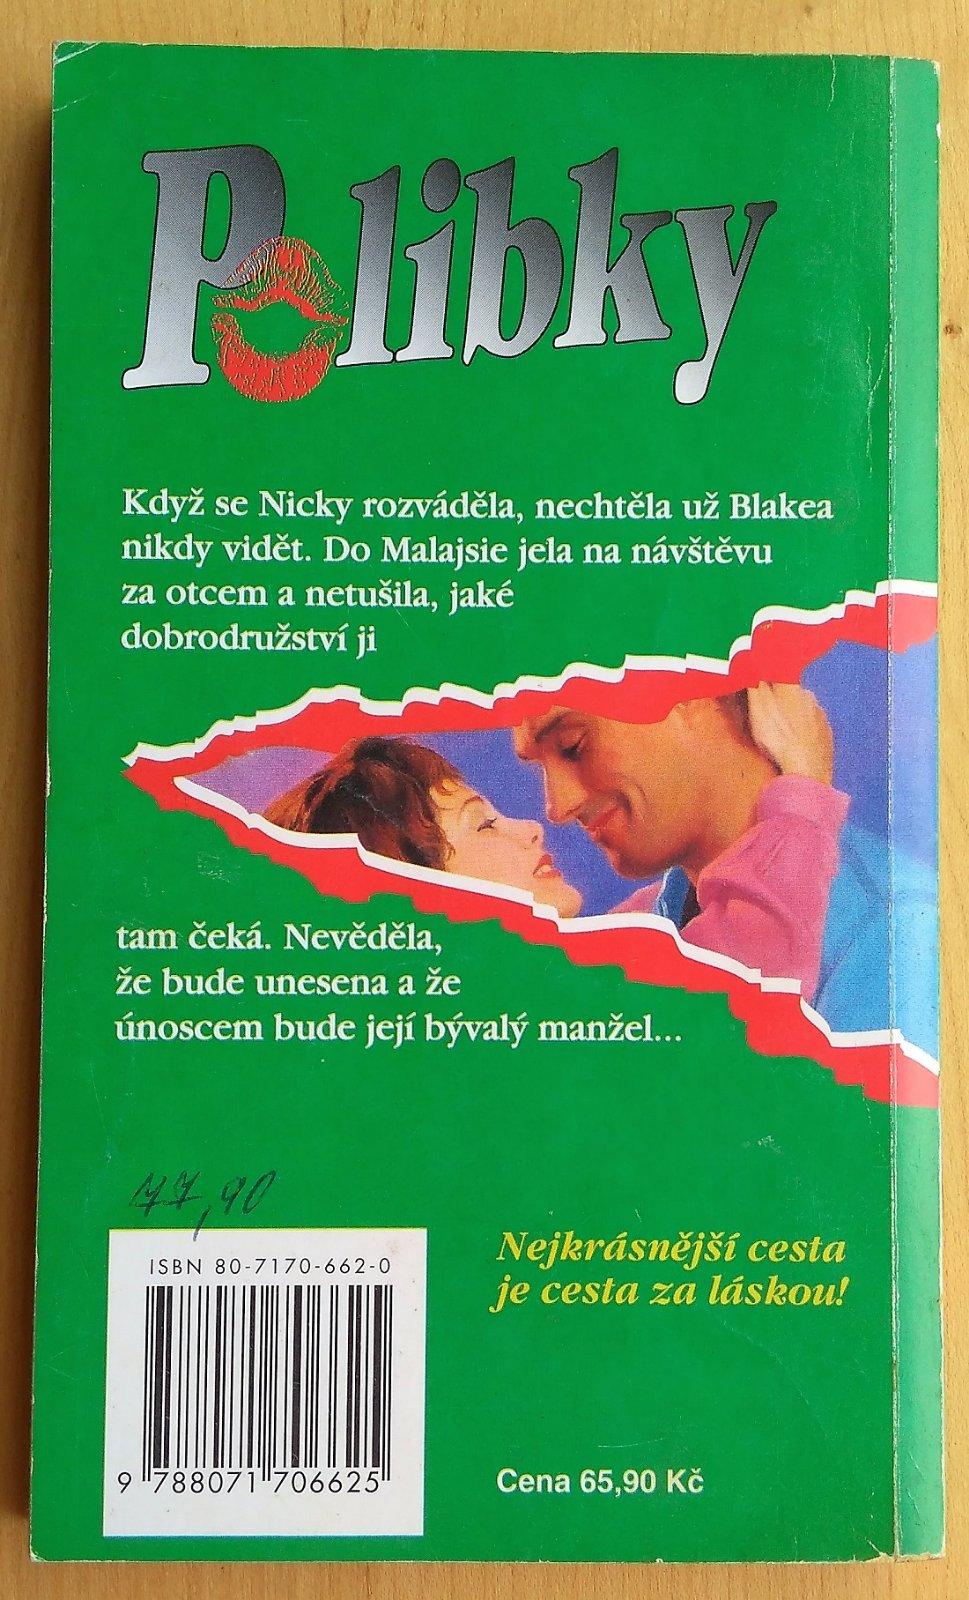 Polibky
Když se Nicky rozváděla, nechtěla už Blakea
nikdy vidět. Do Malajsie jela na návštěvu
za otcem a netušila, jaké
dobrodružství ji
tam čeká. Nevěděla,
že bude unesena a že
únoscem bude její bývalý manžel...
77,90
ISBN 80-7170-662-0
9 788071 706625
Nejkrásnější cesta
je cesta za láskou!
Cena 65,90 Kč